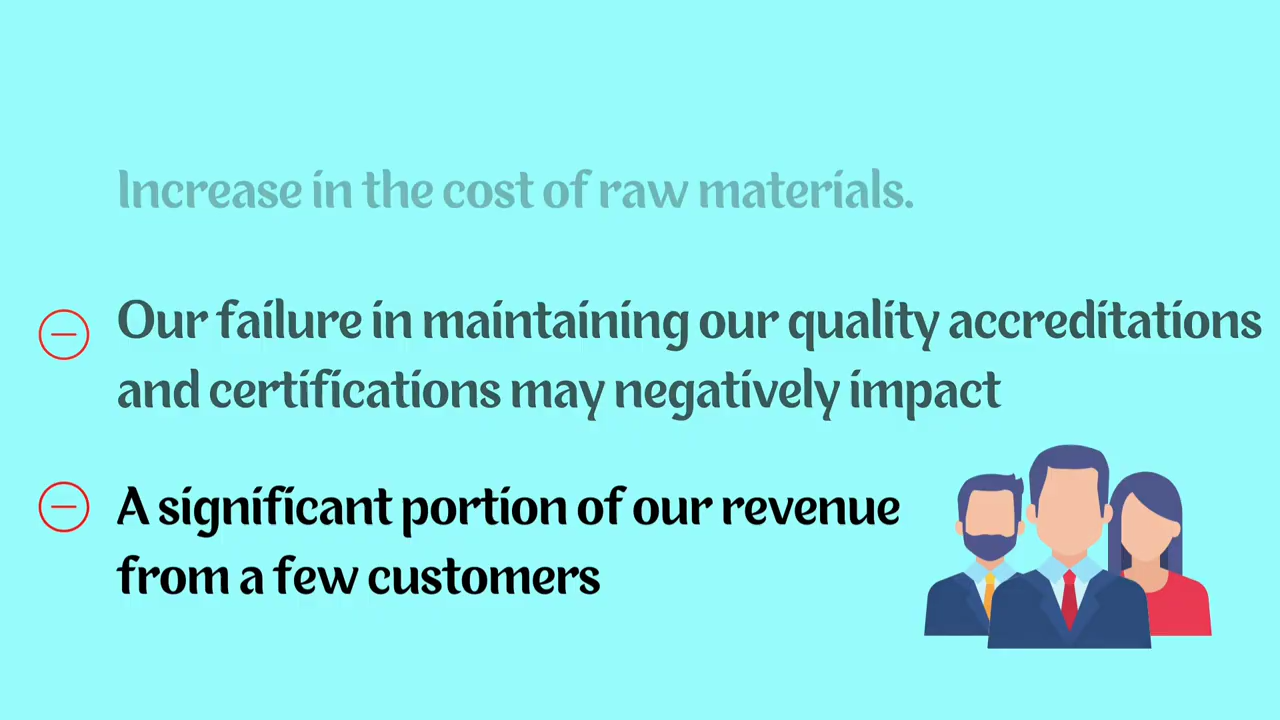 Increase in the cost of raw materials.
Our failure in maintaining our quality accreditations
and certifications may negatively impact
A significant portion of our revenue
from a few customers